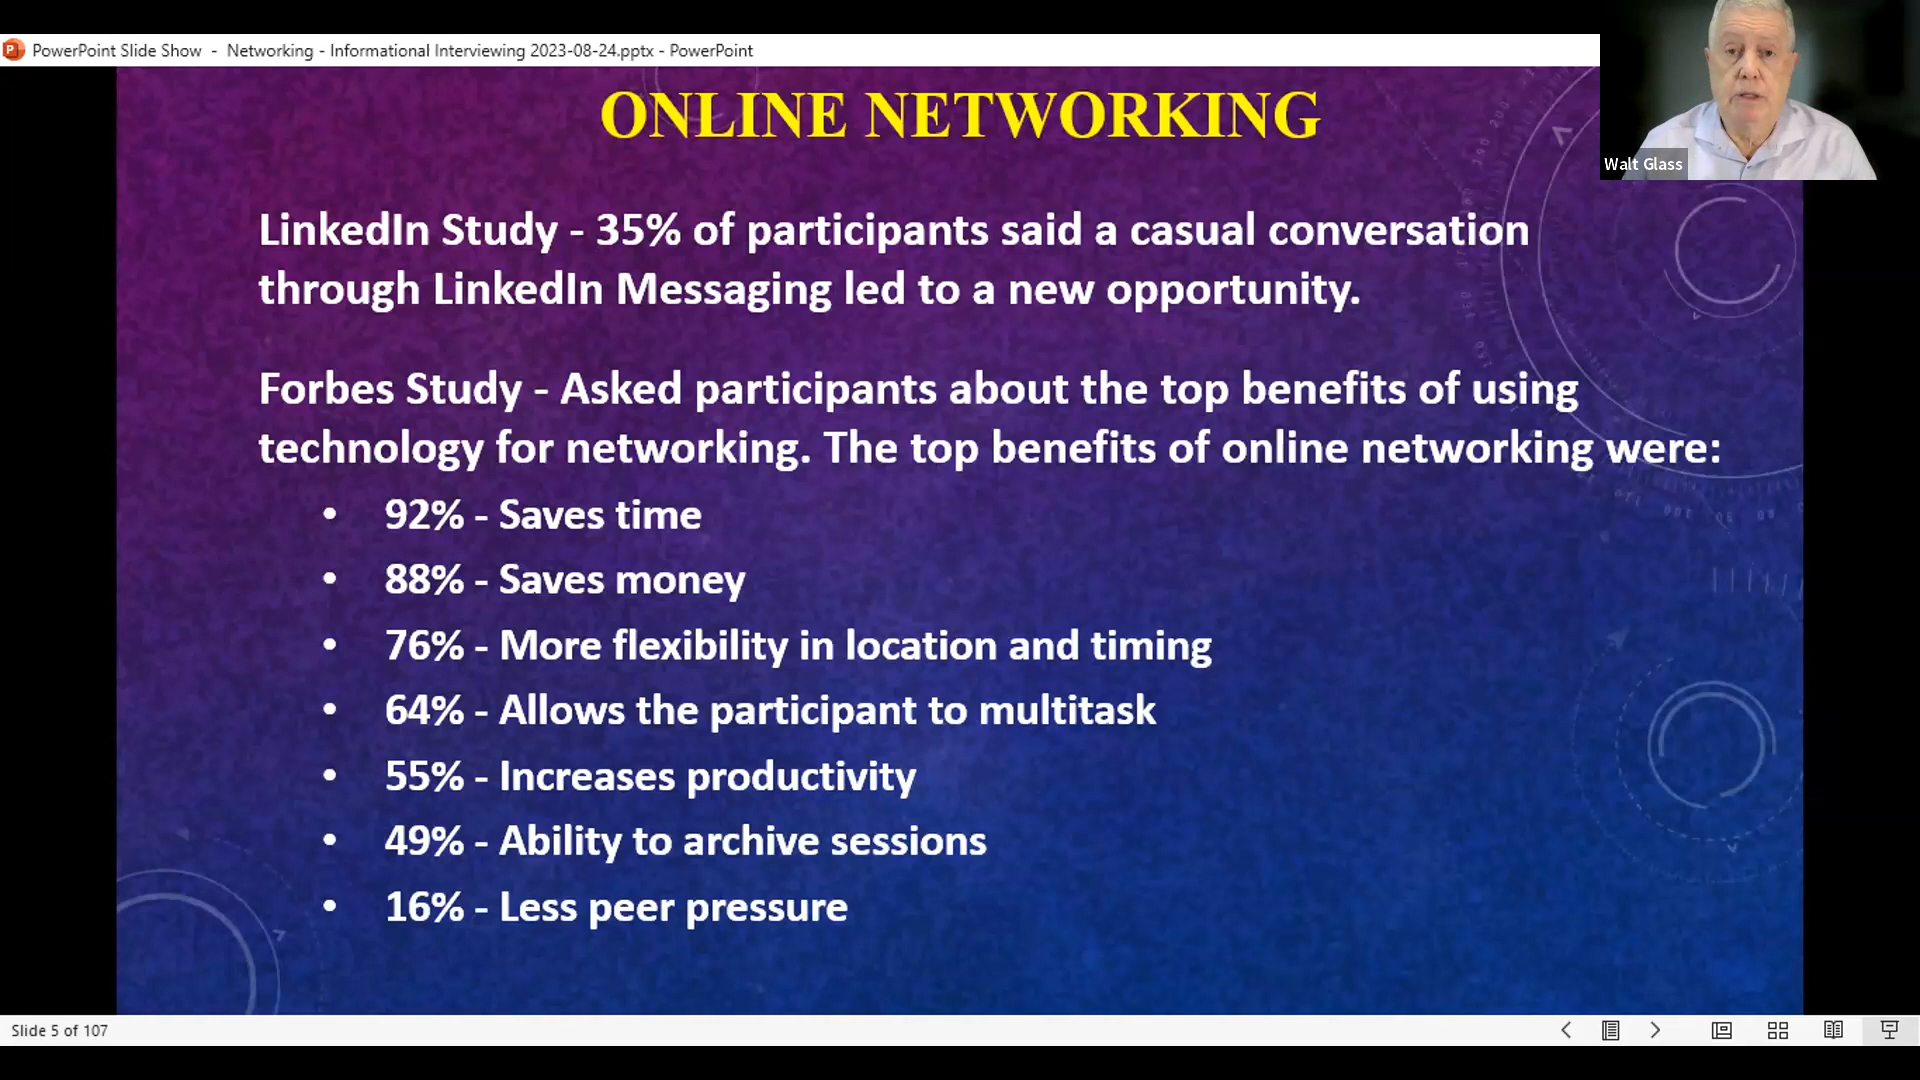 PowerPoint Slide Show - Networking - Informational Interviewing 2023-08-24.pptx - PowerPoint
Walt Glass
ONLINE NETWORKING
LinkedIn Study - 35% of participants said a casual conversation
through LinkedIn Messaging led to a new opportunity.
Forbes Study - Asked participants about the top benefits of using
technology for networking. The top benefits of online networking were:
• 92% - Saves time
• 88% - Saves money
• 76% - More flexibility in location and timing
• 64% - Allows the participant to multitask
• 55% - Increases productivity
• 49% - Ability to archive sessions
• 16% - Less peer pressure
Slide 5 of 107